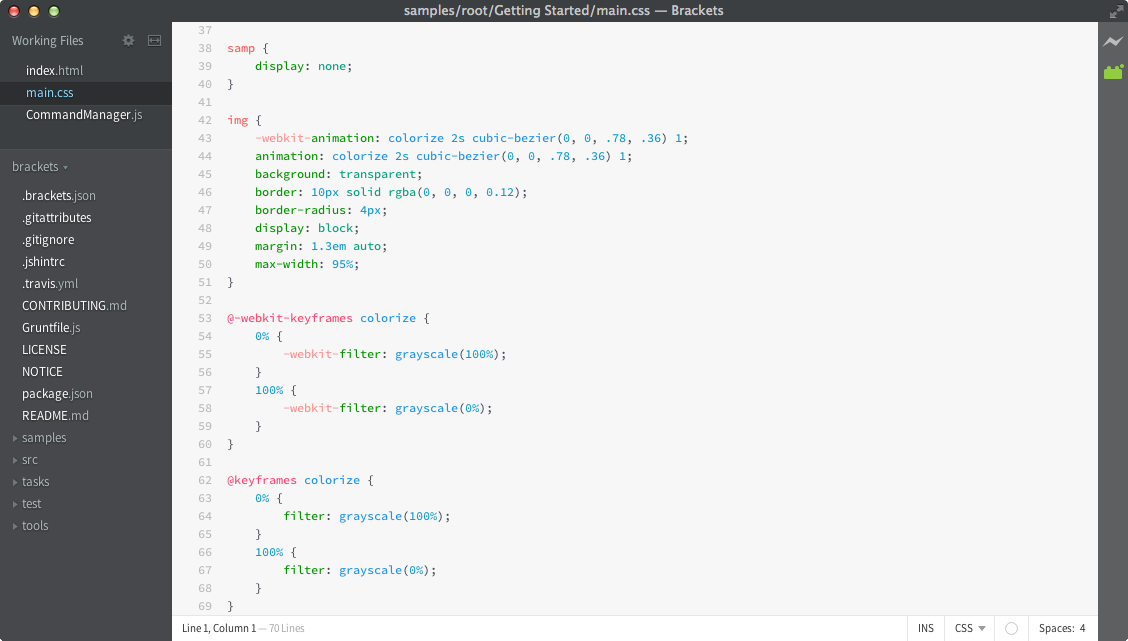 samples/root/Getting Started/main.css — Brackets
Working Files
index.html
main.css
CommandManager.js
brackets
.brackets.json
.gitattributes
.gitignore
.jshintrc
.travis.yml
CONTRIBUTING.md
Gruntfile.js
LICENSE
NOTICE
package.json
README.md
samples
src
tasks
test
tools
37
38 samp {
39     display: none;
40 }
41
42 img {
43     -webkit-animation: colorize 2s cubic-bezier(0, 0, .78, .36) 1;
44     animation: colorize 2s cubic-bezier(0, 0, .78, .36) 1;
45     background: transparent;
46     border: 10px solid rgba(0, 0, 0, 0.12);
47     border-radius: 4px;
48     display: block;
49     margin: 1.3em auto;
50     max-width: 95%;
51 }
52
53 @-webkit-keyframes colorize {
54     0% {
55         -webkit-filter: grayscale(100%);
56     }
57     100% {
58         -webkit-filter: grayscale(0%);
59     }
60 }
61
62 @keyframes colorize {
63     0% {
64         filter: grayscale(100%);
65     }
66     100% {
67         filter: grayscale(0%);
68     }
69 }
Line 1, Column 1 — 70 Lines
INS
CSS
Spaces: 4